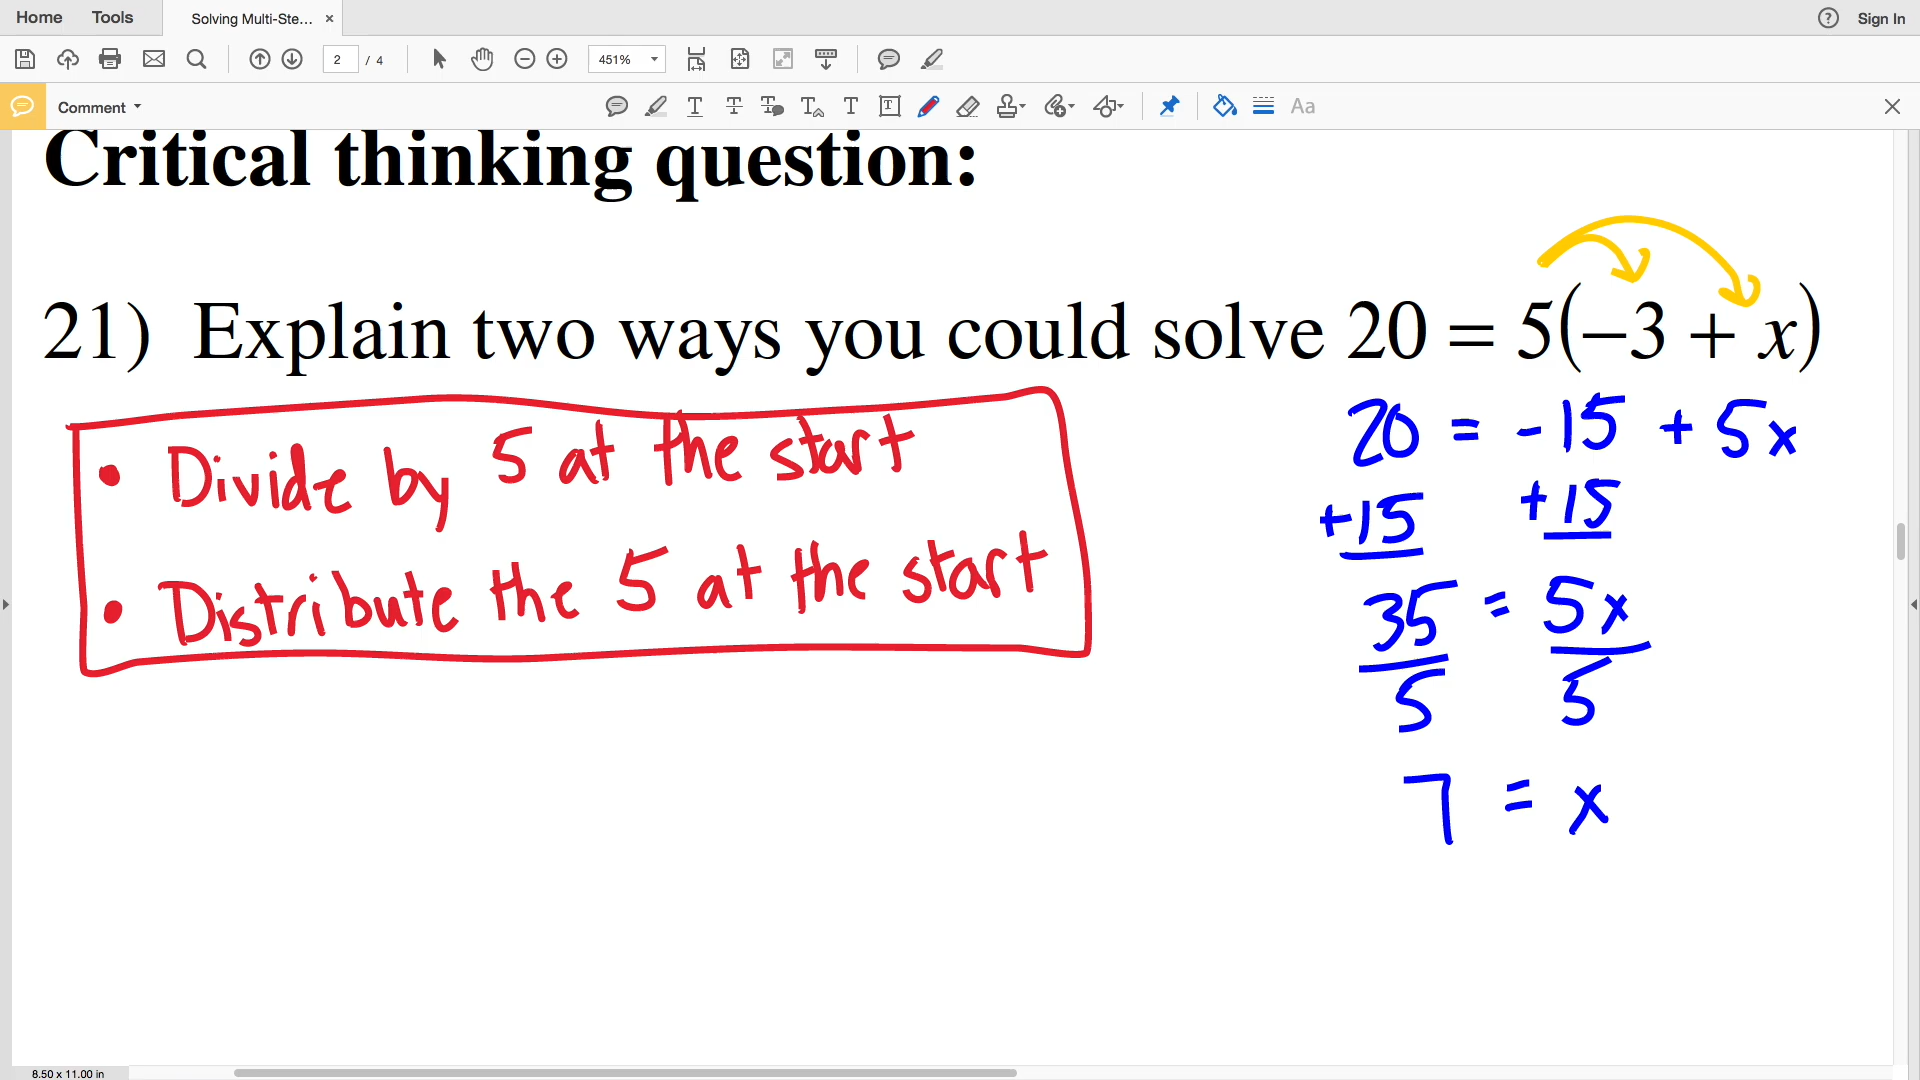 Home Tools Solving Multi-Ste... × ? Sign In
2 / 4 451%
Comment Aa
Critical thinking question:
21) Explain two ways you could solve 20 = 5(−3 + x)
• Divide by 5 at the start
• Distribute the 5 at the start
20 = -15 + 5x
+15 +15
35 = 5x
5 5
7 = x
8.50 x 11.00 in